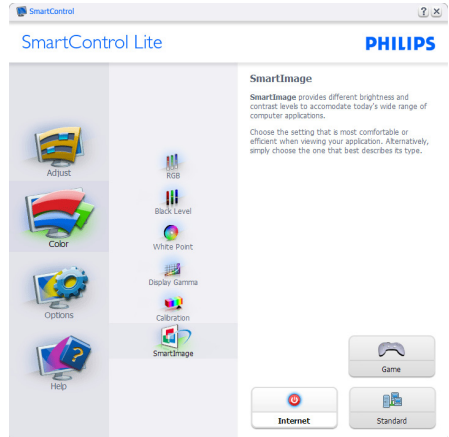 SmartControl
SmartControl Lite
PHILIPS
Adjust
Color
Options
Help
RGB
Black Level
White Point
Display Gamma
Calibration
SmartImage
SmartImage
SmartImage provides different brightness and
contrast levels to accomodate today's wide range of
computer applications.
Choose the setting that is most comfortable or
efficient when viewing your application. Alternatively,
simply choose the one that best describes its type.
Game
Internet
Standard